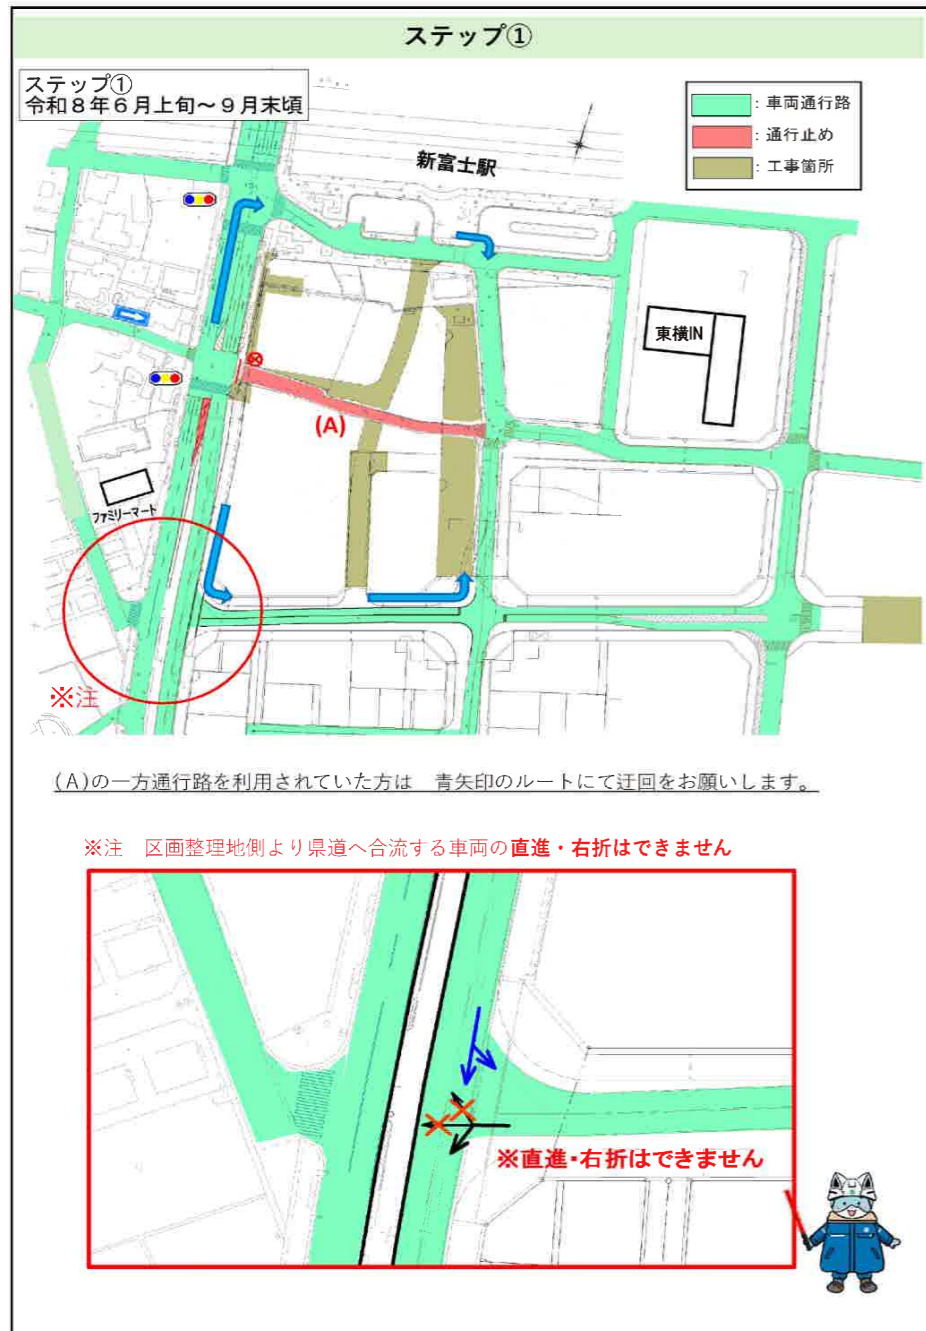 ステップ①
ステップ①
令和８年６月上旬～９月末頃
：車両通行路
：通行止め
：工事箇所
新富士駅
東横IN
(A)
ファミリーマート
※注
(A)の一方通行路を利用されていた方は　青矢印のルートにて迂回をお願いします。
※注　区画整理地側より県道へ合流する車両の直進・右折はできません
※直進・右折はできません